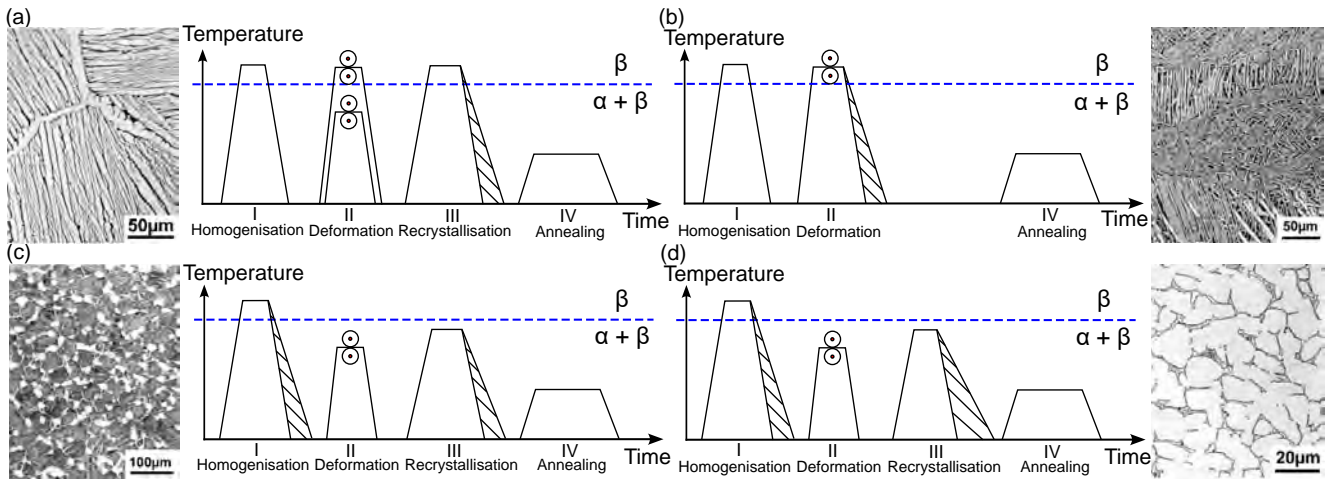 (a)
Temperature
β
α + β
I
II
III
IV
Time
Homogenisation
Deformation
Recrystallisation
Annealing
50µm
(b)
Temperature
β
α + β
I
II
IV
Time
Homogenisation
Deformation
Annealing
50µm
(c)
Temperature
β
α + β
I
II
III
IV
Time
Homogenisation
Deformation
Recrystallisation
Annealing
100µm
(d)
Temperature
β
α + β
I
II
III
IV
Time
Homogenisation
Deformation
Recrystallisation
Annealing
20µm